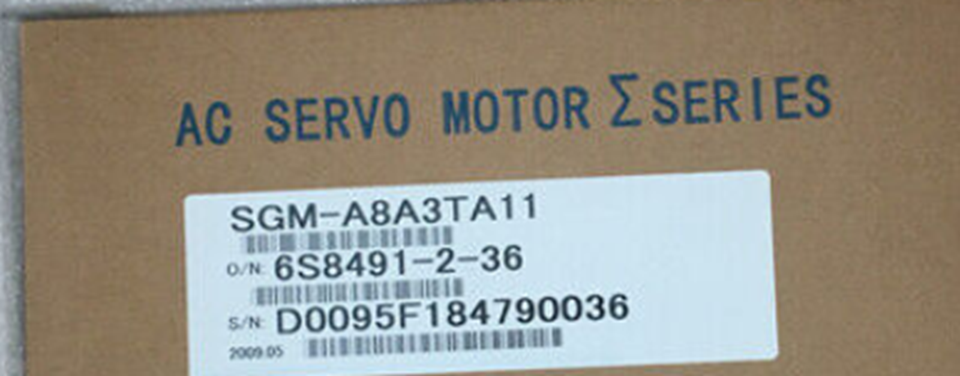 AC SERVO MOTOR Σ SERIES
SGM-A8A3TA11
O/N: 6S8491-2-36
S/N: D0095F184790036
2009.05